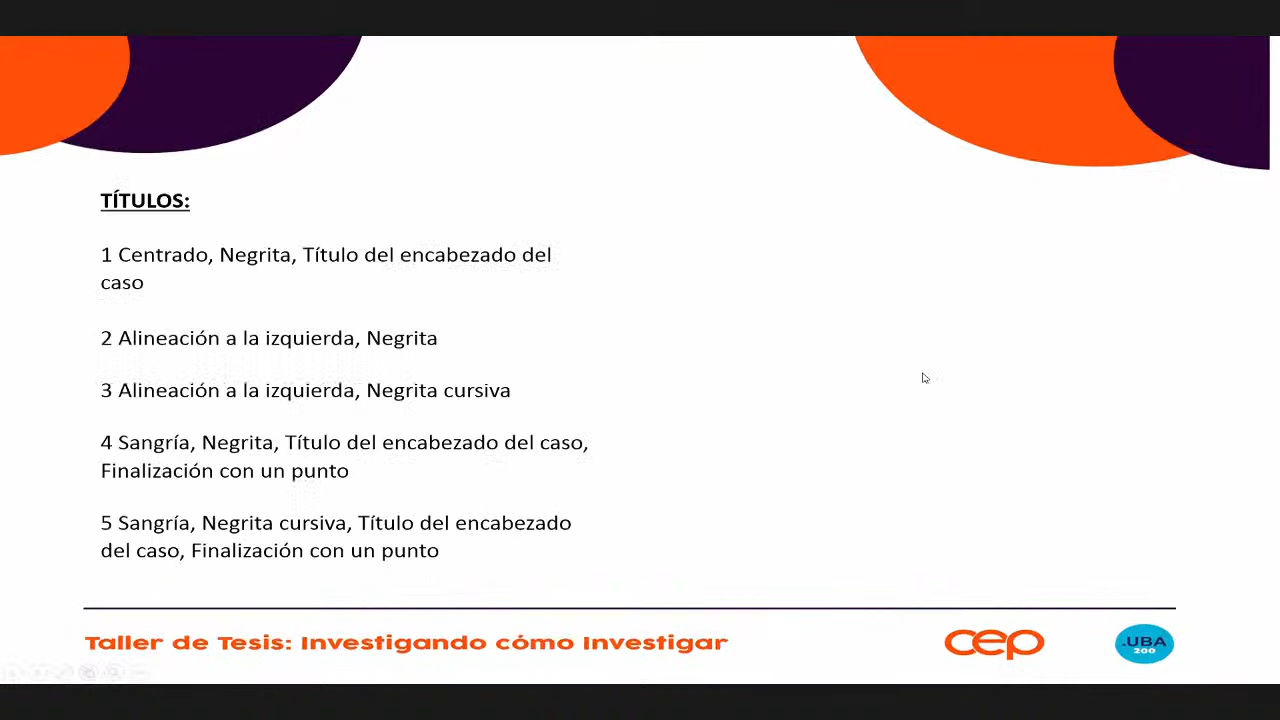 TÍTULOS:
1 Centrado, Negrita, Título del encabezado del
caso
2 Alineación a la izquierda, Negrita
3 Alineación a la izquierda, Negrita cursiva
4 Sangría, Negrita, Título del encabezado del caso,
Finalización con un punto
5 Sangría, Negrita cursiva, Título del encabezado
del caso, Finalización con un punto
Taller de Tesis: Investigando cómo Investigar
cep
.UBA
200